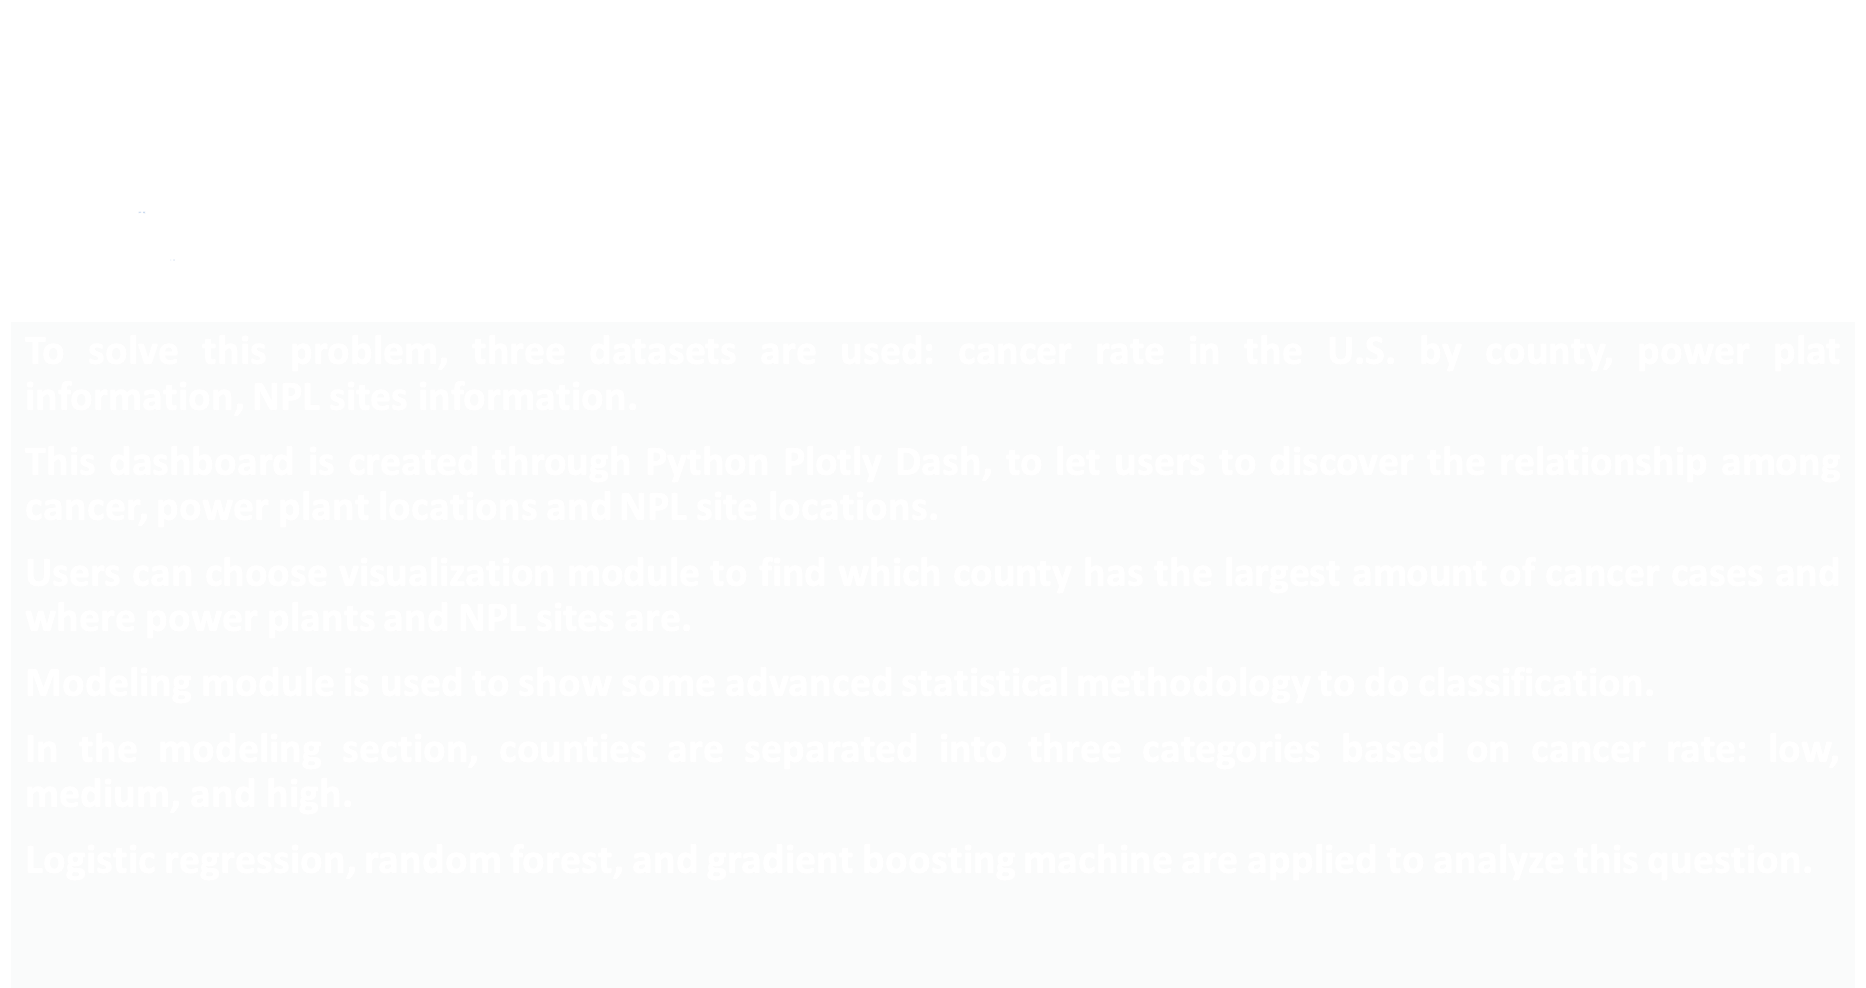 To solve this problem, three datasets are used: cancer rate in the U.S. by county, power plat
information, NPL sites information.
This dashboard is created through Python Plotly Dash, to let users to discover the relationship among
cancer, power plant locations and NPL site locations.
Users can choose visualization module to find which county has the largest amount of cancer cases and
where power plants and NPL sites are.
Modeling module is used to show some advanced statistical methodology to do classification.
In the modeling section, counties are separated into three categories based on cancer rate: low,
medium, and high.
Logistic regression, random forest, and gradient boosting machine are applied to analyze this question.